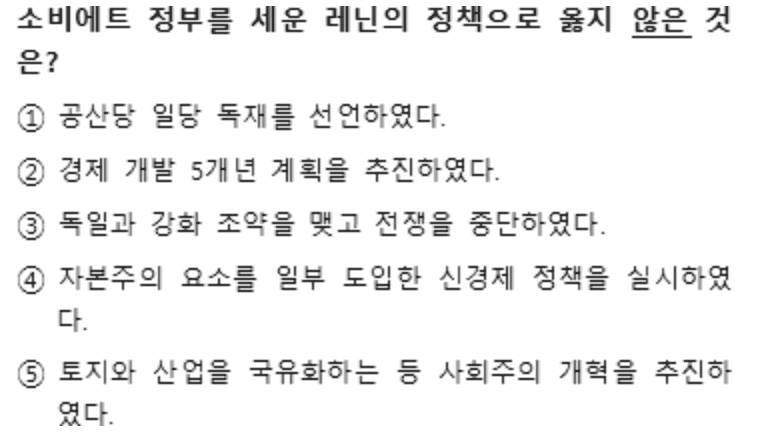 소비에트 정부를 세운 레닌의 정책으로 옳지 않은 것
은?
① 공산당 일당 독재를 선언하였다.
② 경제 개발 5개년 계획을 추진하였다.
③ 독일과 강화 조약을 맺고 전쟁을 중단하였다.
④ 자본주의 요소를 일부 도입한 신경제 정책을 실시하였
다.
⑤ 토지와 산업을 국유화하는 등 사회주의 개혁을 추진하
였다.